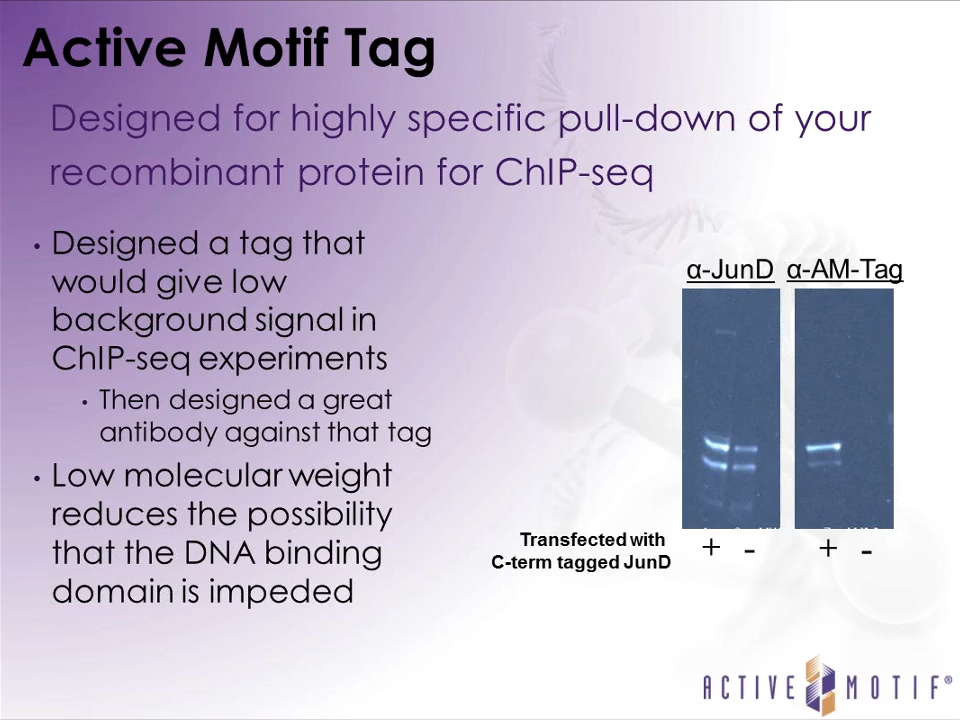 Active Motif Tag
Designed for highly specific pull-down of your
recombinant protein for ChIP-seq
• Designed a tag that
would give low
background signal in
ChIP-seq experiments
• Then designed a great
antibody against that tag
• Low molecular weight
reduces the possibility
that the DNA binding
domain is impeded
α-JunD α-AM-Tag
Transfected with
C-term tagged JunD
+ - + -
ACTIVE MOTIF®